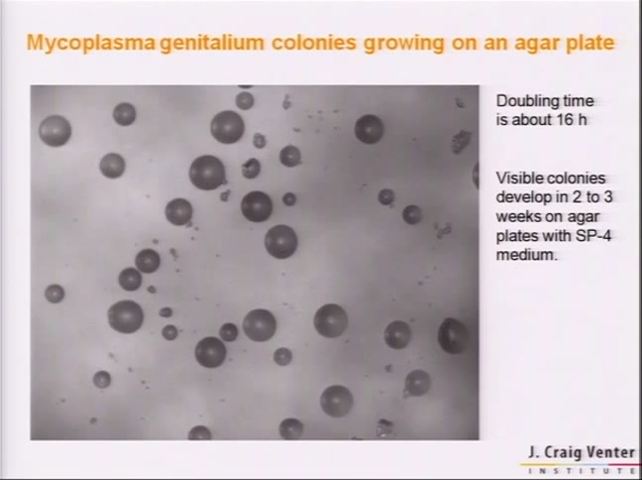 Mycoplasma genitalium colonies growing on an agar plate
Doubling time
is about 16 h
Visible colonies
develop in 2 to 3
weeks on agar
plates with SP-4
medium.
J. Craig Venter
INSTITUTE